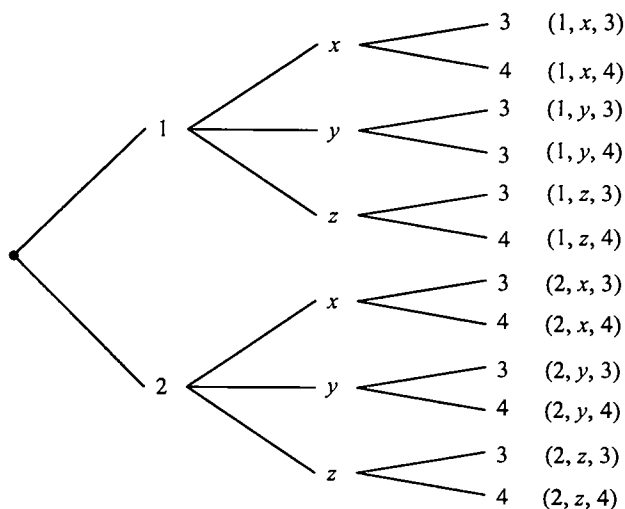 3 (1, x, 3)
x
4 (1, x, 4)
3 (1, y, 3)
1 y
3 (1, y, 4)
3 (1, z, 3)
z
4 (1, z, 4)
3 (2, x, 3)
x
4 (2, x, 4)
3 (2, y, 3)
2 y
4 (2, y, 4)
3 (2, z, 3)
z
4 (2, z, 4)